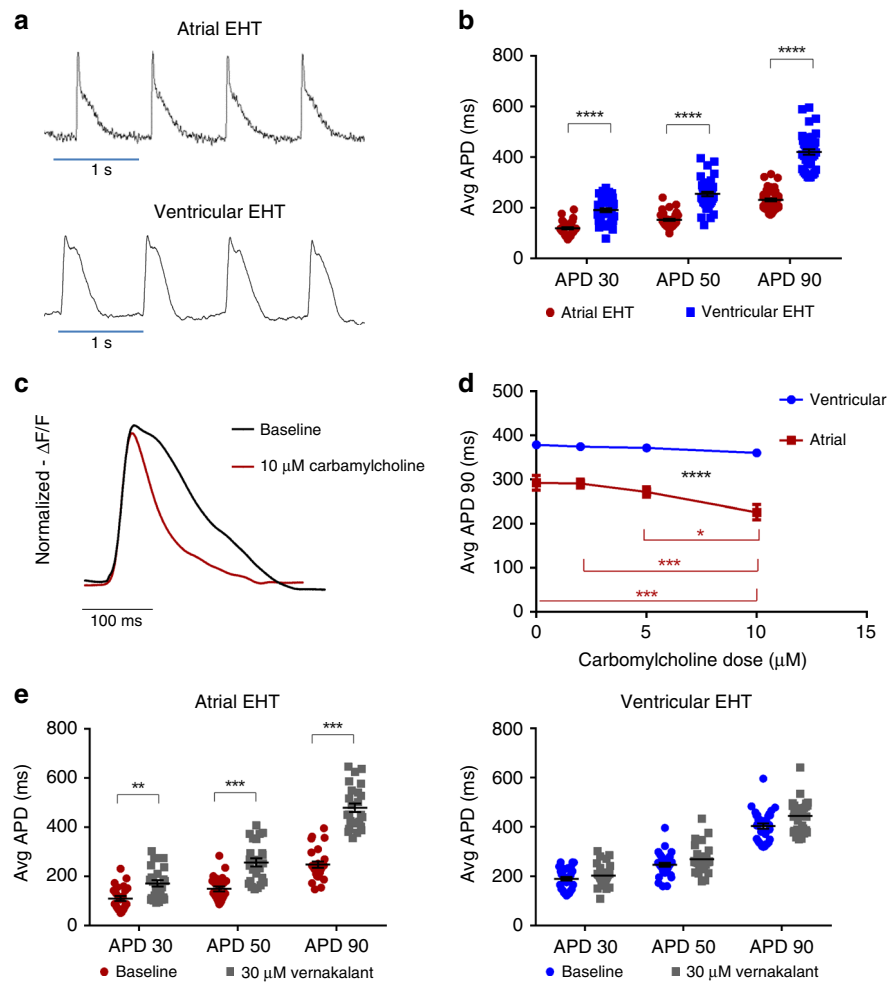 a
Atrial EHT
1 s
Ventricular EHT
1 s
b
Avg APD (ms)
800
600
400
200
0
****
****
****
APD 30
APD 50
APD 90
Atrial EHT
Ventricular EHT
c
Normalized - ΔF/F
Baseline
10 μM carbamylcholine
100 ms
d
Avg APD 90 (ms)
500
400
300
200
100
0
Ventricular
Atrial
****
*
***
***
0
5
10
15
Carbomylcholine dose (μM)
e
Atrial EHT
Avg APD (ms)
800
600
400
200
0
**
***
***
APD 30
APD 50
APD 90
Baseline
30 μM vernakalant
Ventricular EHT
Avg APD (ms)
800
600
400
200
0
APD 30
APD 50
APD 90
Baseline
30 μM vernakalant